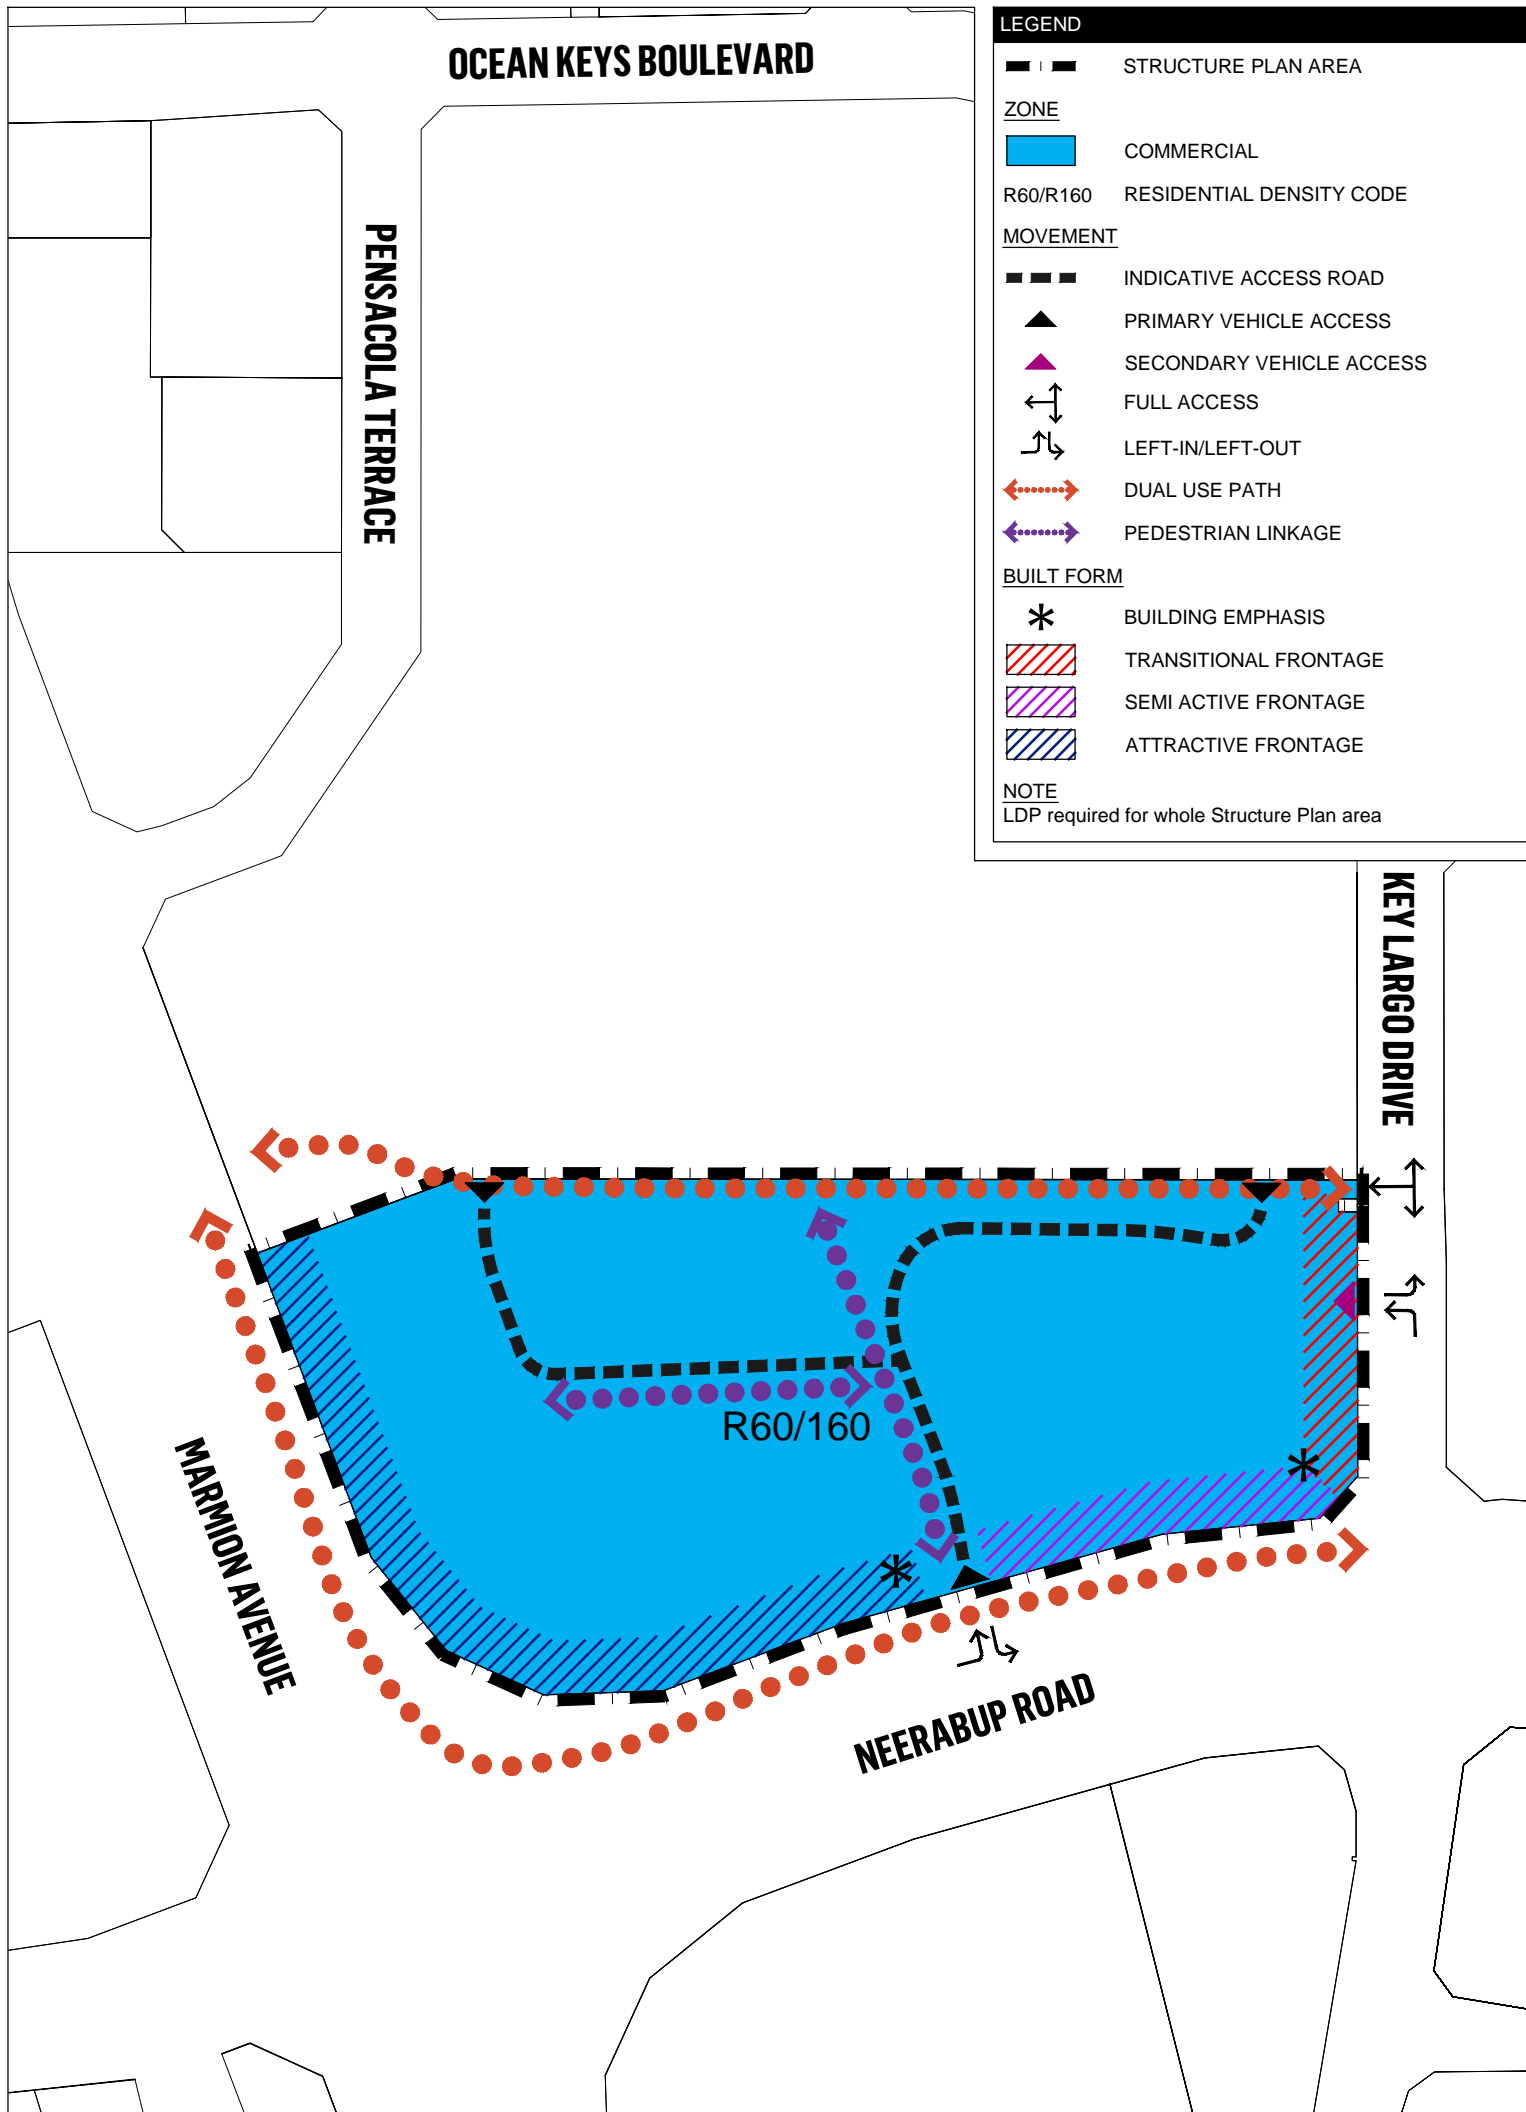 OCEAN KEYS BOULEVARD
PENSACOLA TERRACE
LEGEND
STRUCTURE PLAN AREA
ZONE
COMMERCIAL
R60/R160 RESIDENTIAL DENSITY CODE
MOVEMENT
INDICATIVE ACCESS ROAD
PRIMARY VEHICLE ACCESS
SECONDARY VEHICLE ACCESS
FULL ACCESS
LEFT-IN/LEFT-OUT
DUAL USE PATH
PEDESTRIAN LINKAGE
BUILT FORM
BUILDING EMPHASIS
TRANSITIONAL FRONTAGE
SEMI ACTIVE FRONTAGE
ATTRACTIVE FRONTAGE
NOTE
LDP required for whole Structure Plan area
KEY LARGO DRIVE
R60/160
MARMION AVENUE
NEERABUP ROAD